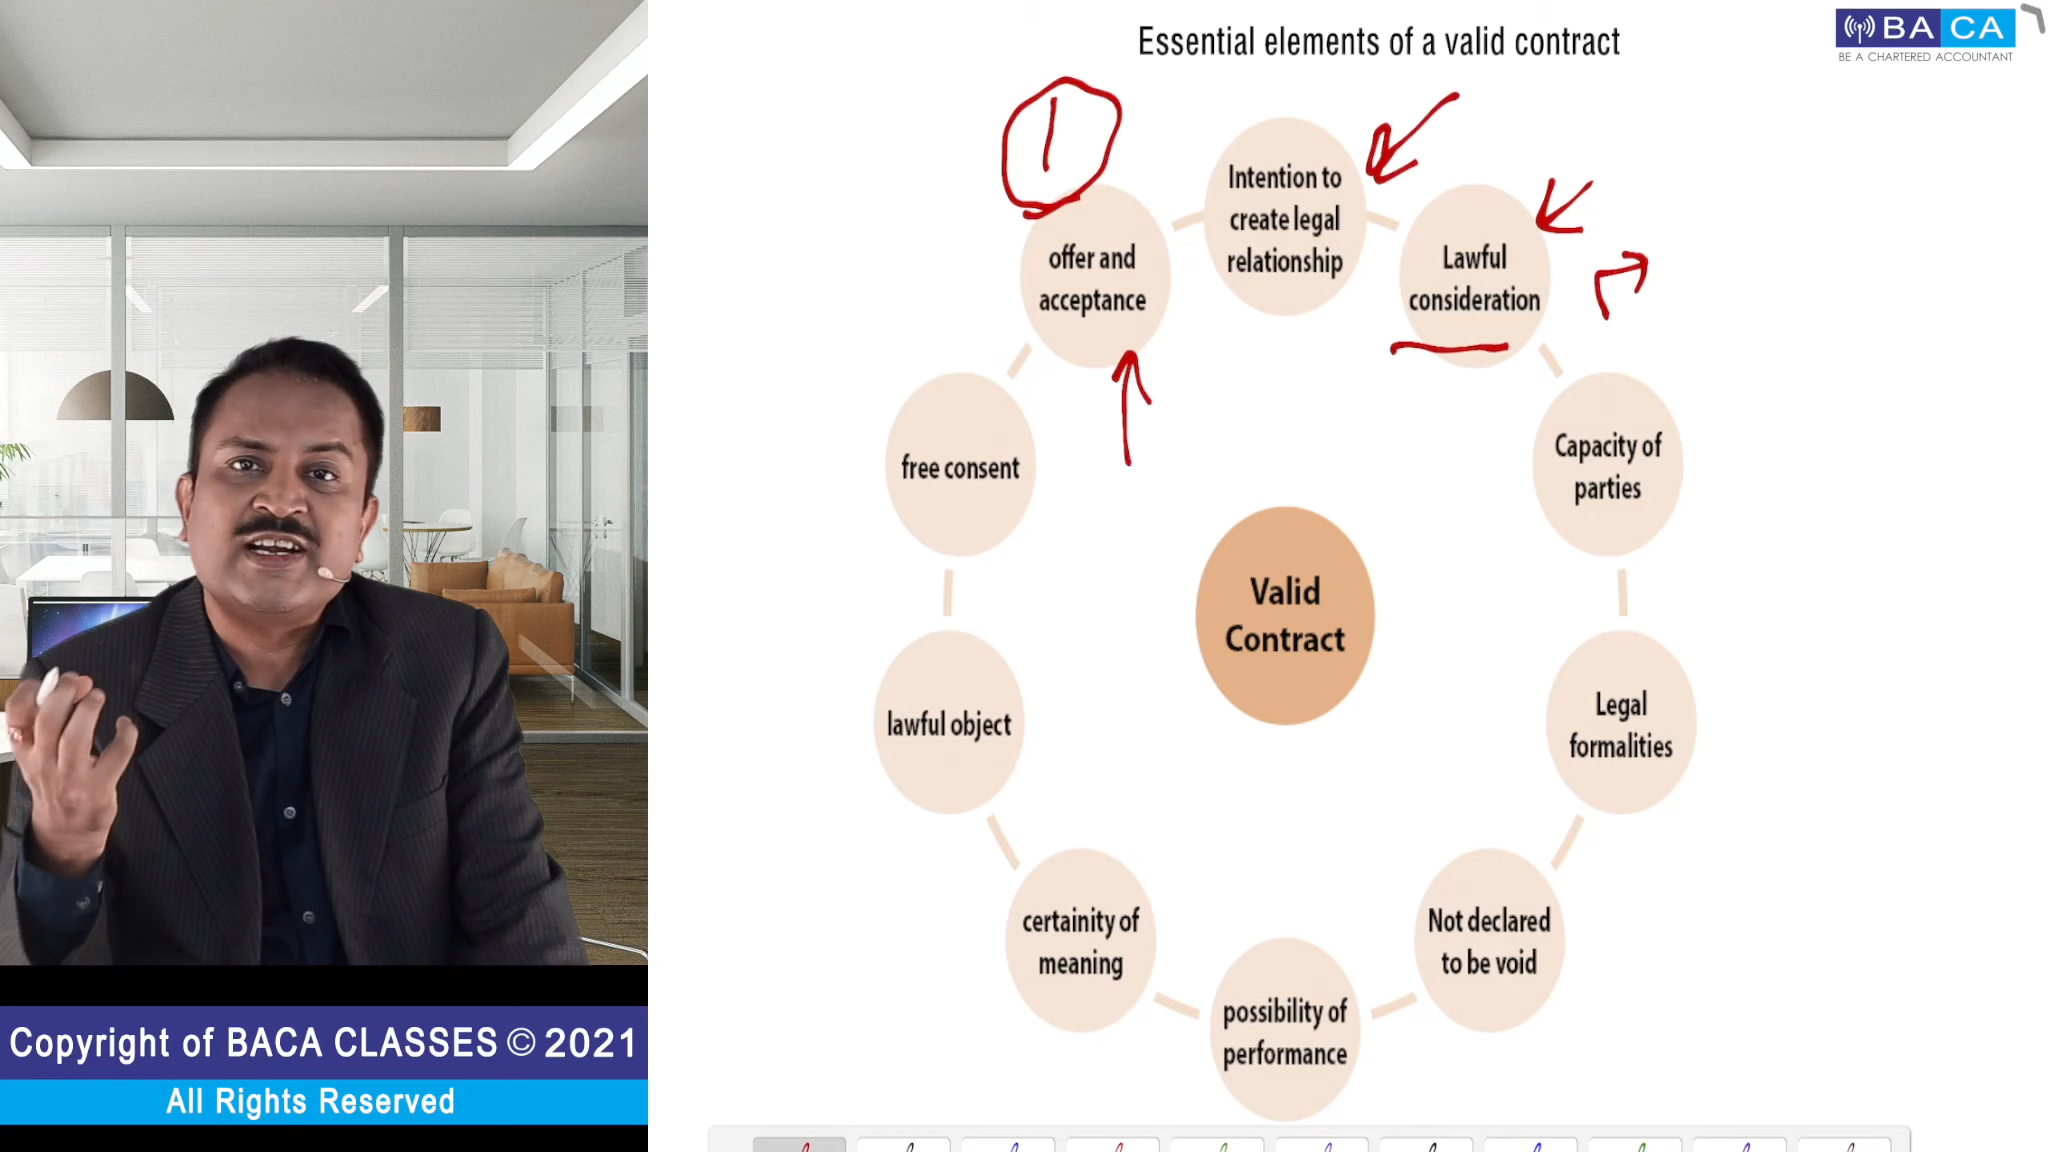 Essential elements of a valid contract
BACA
BE A CHARTERED ACCOUNTANT
1
Intention to
create legal
relationship
offer and
acceptance
Lawful
consideration
free consent
Capacity of
parties
Valid
Contract
lawful object
Legal
formalities
certainity of
meaning
Not declared
to be void
possibility of
performance
Copyright of BACA CLASSES © 2021
All Rights Reserved